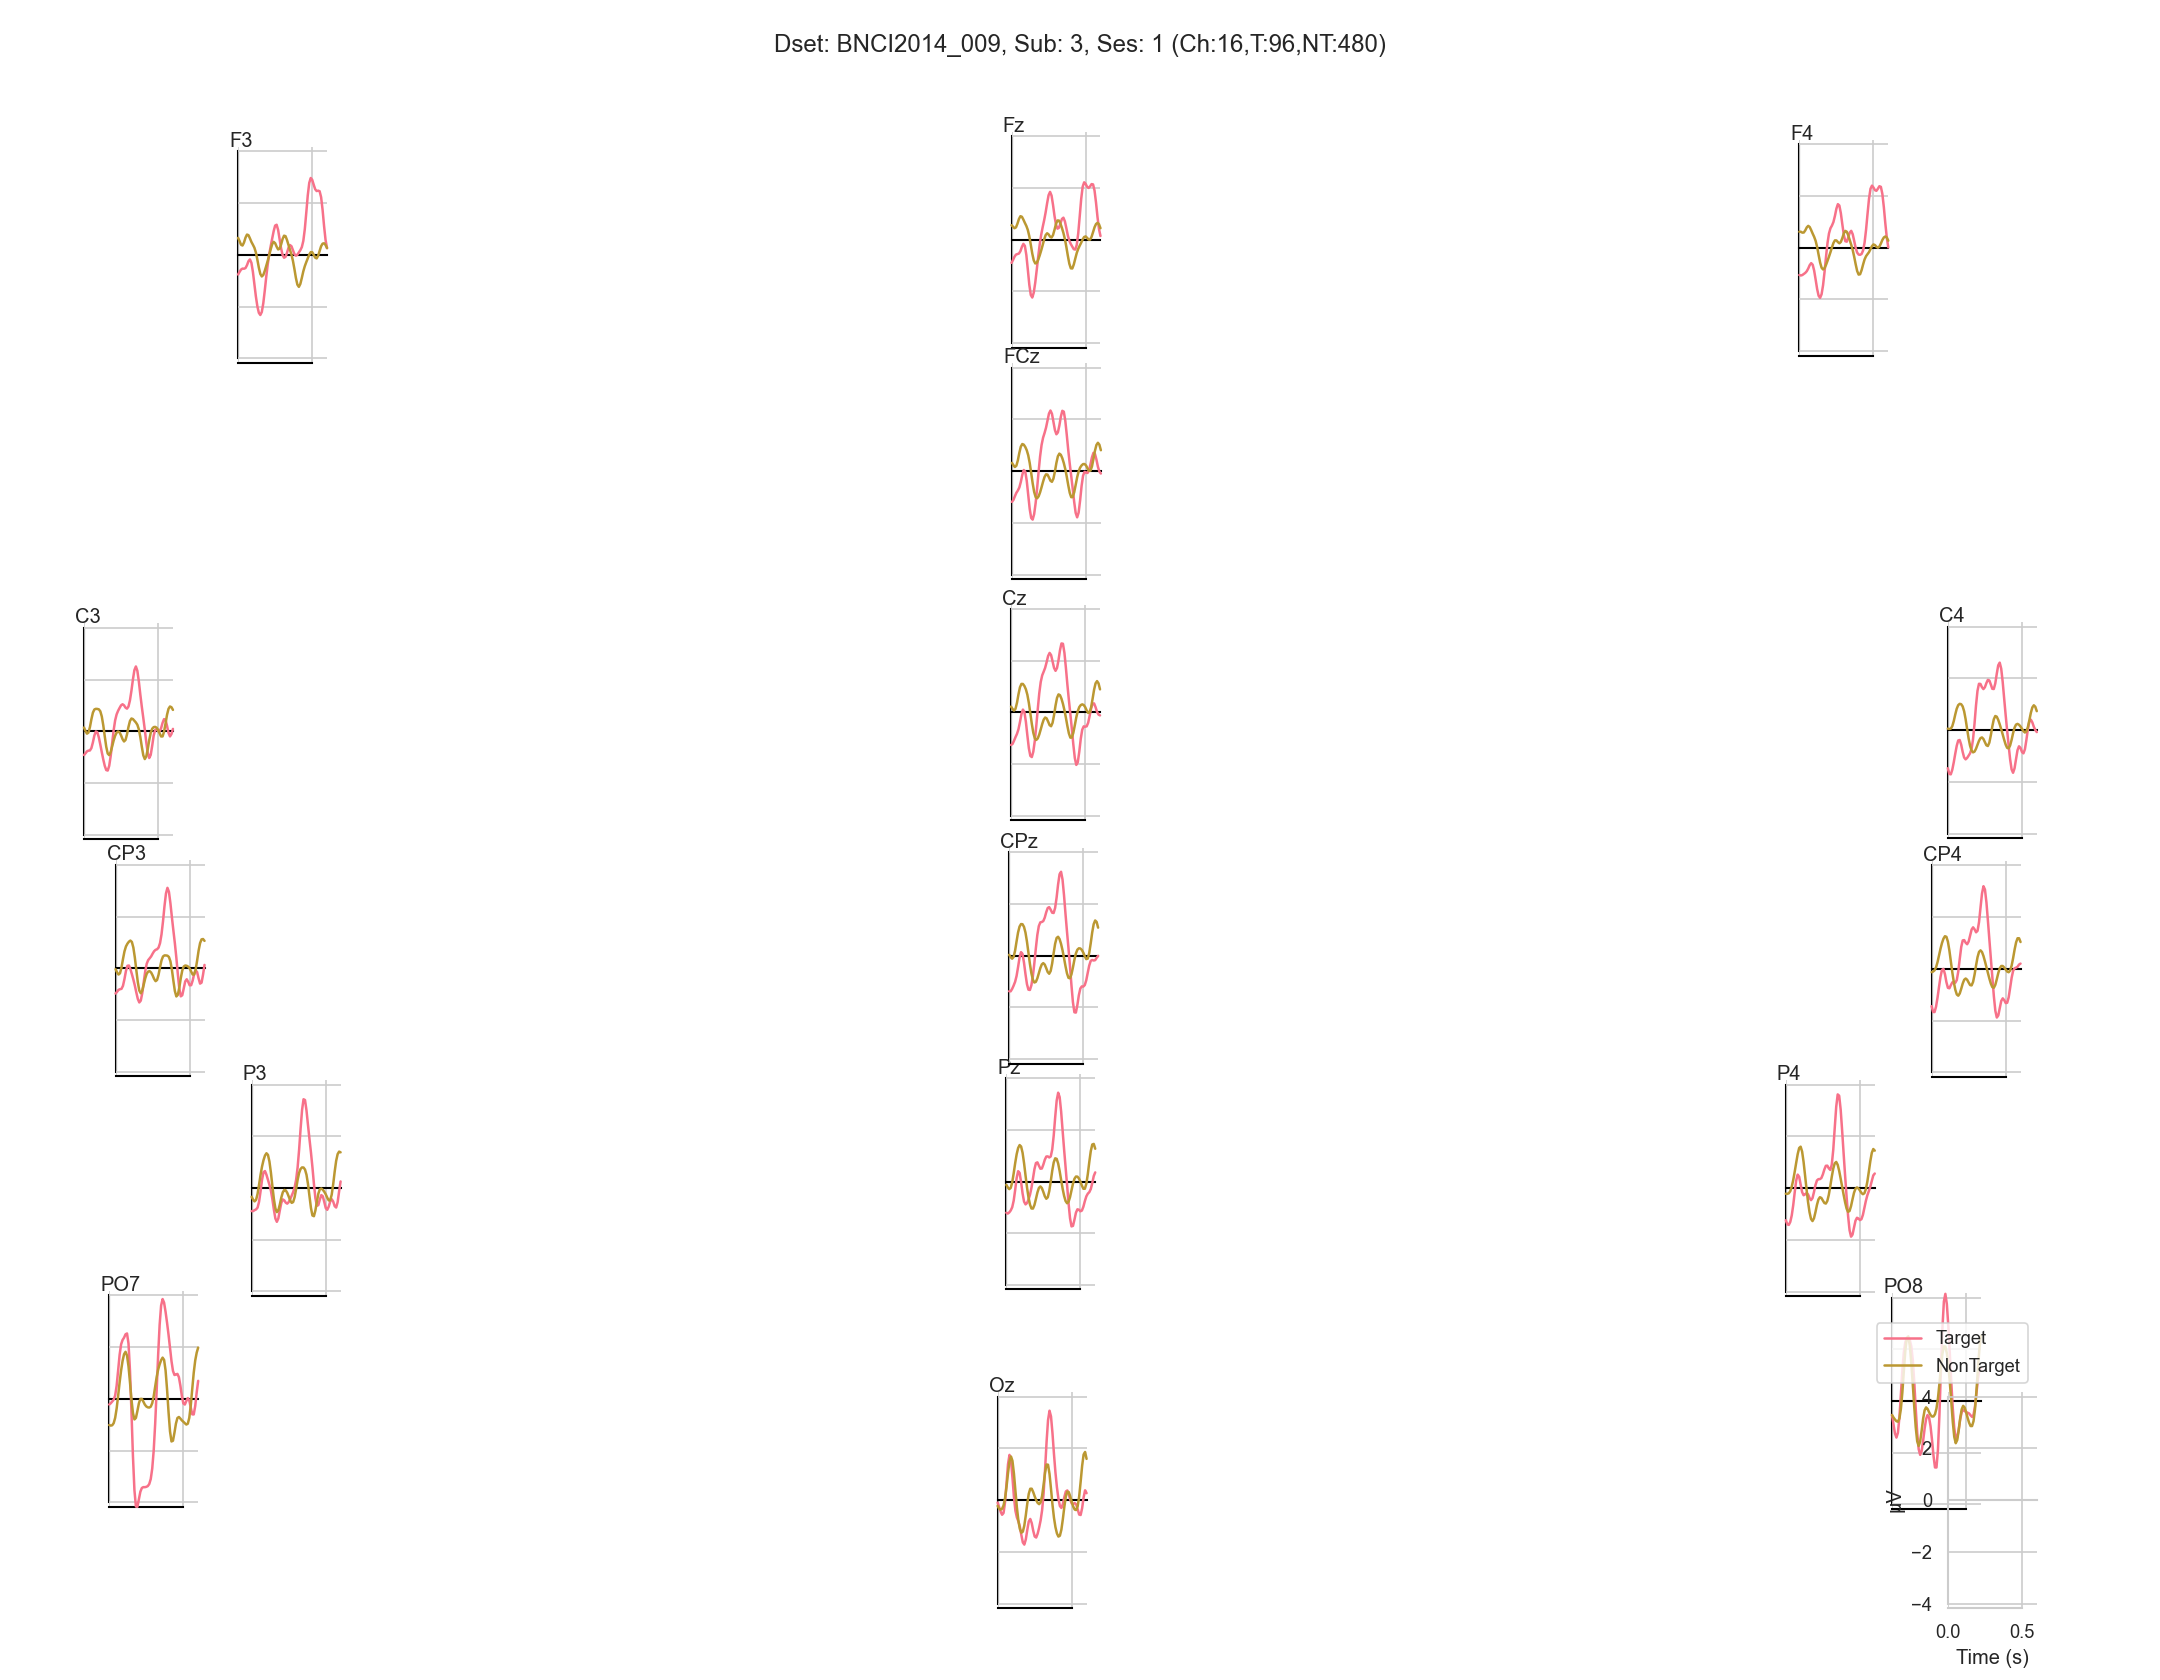 Dset: BNCI2014_009, Sub: 3, Ses: 1 (Ch:16,T:96,NT:480)
F3
Fz
F4
FCz
C3
Cz
C4
CP3
CPz
CP4
P3
Pz
P4
PO7
PO8
Target
NonTarget
Oz
4
2
0
−2
−4
µV
0.0 0.5
Time (s)